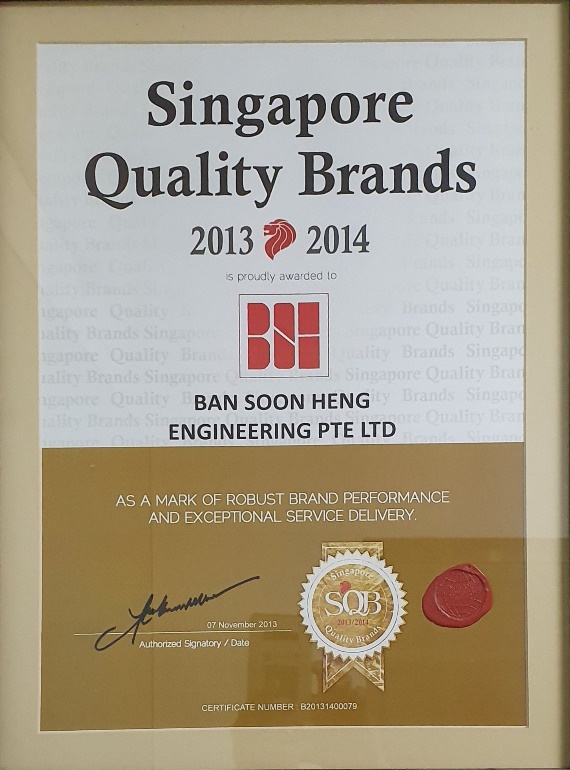 Singapore
Quality Brands
2013 2014
is proudly awarded to
BSH
BAN SOON HENG
ENGINEERING PTE LTD
AS A MARK OF ROBUST BRAND PERFORMANCE
AND EXCEPTIONAL SERVICE DELIVERY.
07 November 2013
Authorized Signatory / Date
Singapore
SQB
2013/2014
Quality Brands
CERTIFICATE NUMBER : B20131400079